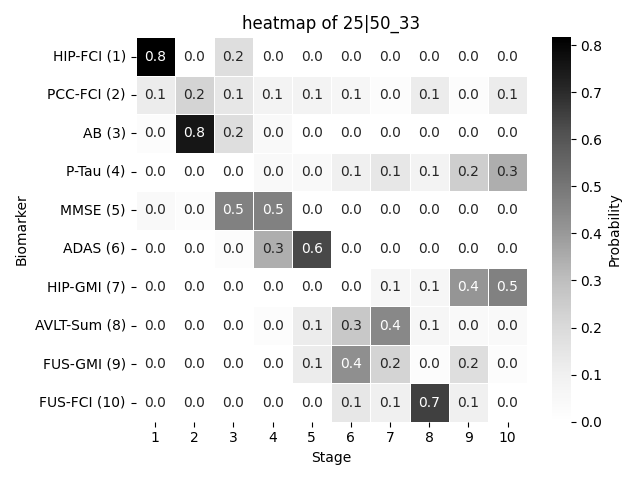 heatmap of 25|50_33
HIP-FCI (1) 0.8 0.0 0.2 0.0 0.0 0.0 0.0 0.0 0.0 0.0
PCC-FCI (2) 0.1 0.2 0.1 0.1 0.1 0.1 0.0 0.1 0.0 0.1
AB (3) 0.0 0.8 0.2 0.0 0.0 0.0 0.0 0.0 0.0 0.0
P-Tau (4) 0.0 0.0 0.0 0.0 0.0 0.1 0.1 0.1 0.2 0.3
MMSE (5) 0.0 0.0 0.5 0.5 0.0 0.0 0.0 0.0 0.0 0.0
ADAS (6) 0.0 0.0 0.0 0.3 0.6 0.0 0.0 0.0 0.0 0.0
HIP-GMI (7) 0.0 0.0 0.0 0.0 0.0 0.0 0.1 0.1 0.4 0.5
AVLT-Sum (8) 0.0 0.0 0.0 0.0 0.1 0.3 0.4 0.1 0.0 0.0
FUS-GMI (9) 0.0 0.0 0.0 0.0 0.1 0.4 0.2 0.0 0.2 0.0
FUS-FCI (10) 0.0 0.0 0.0 0.0 0.0 0.1 0.1 0.7 0.1 0.0
1 2 3 4 5 6 7 8 9 10
Stage
Biomarker
0.8
0.7
0.6
0.5
0.4
0.3
0.2
0.1
0.0
Probability